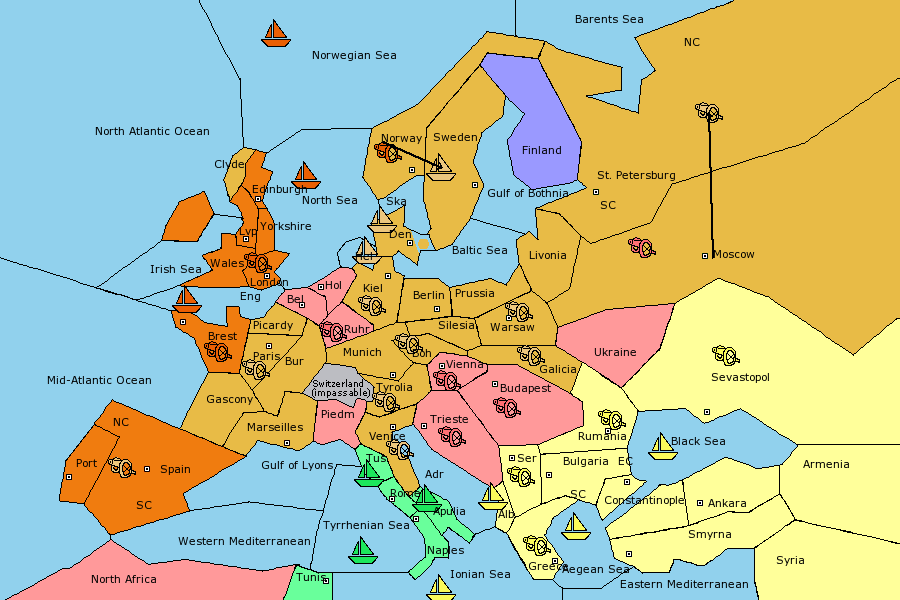 Barents Sea
NC
Norwegian Sea
North Atlantic Ocean
Norway
Sweden
Finland
Clyde
St. Petersburg
Edinburgh
North Sea
Ska
Gulf of Bothnia
SC
Yorkshire
Lvp
Den
Baltic Sea
Livonia
Moscow
Irish Sea
Wales
Hel
London
Hol
Kiel
Berlin
Prussia
Eng
Bel
Picardy
Ruhr
Silesia
Warsaw
Brest
Paris
Bur
Munich
Boh
Ukraine
Galicia
Vienna
Sevastopol
Mid-Atlantic Ocean
Switzerland
(impassable)
Tyrolia
Budapest
Gascony
Piedm
NC
Marseilles
Trieste
Venice
Rumania
Black Sea
Port
Spain
Gulf of Lyons
Tus
Adr
Ser
Bulgaria
EC
Armenia
SC
Rome
SC
Constantinople
Ankara
Apulia
Alb
Tyrrhenian Sea
Smyrna
Western Mediterranean
Naples
Syria
North Africa
Tunis
Ionian Sea
Greece
Aegean Sea
Eastern Mediterranean